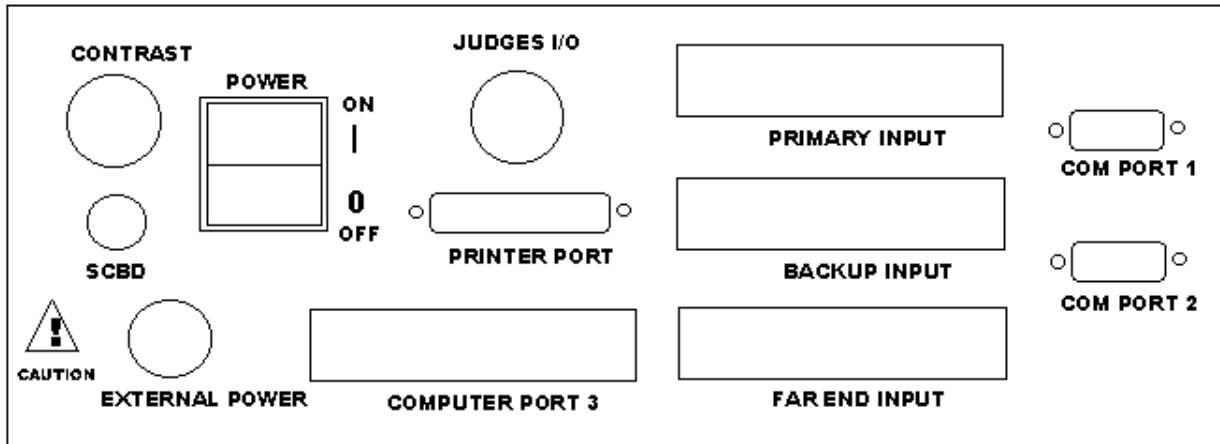 CONTRAST
POWER
ON
I
0
OFF
SCBD
CAUTION
EXTERNAL POWER
JUDGES I/O
PRINTER PORT
COMPUTER PORT 3
PRIMARY INPUT
BACKUP INPUT
FAR END INPUT
COM PORT 1
COM PORT 2